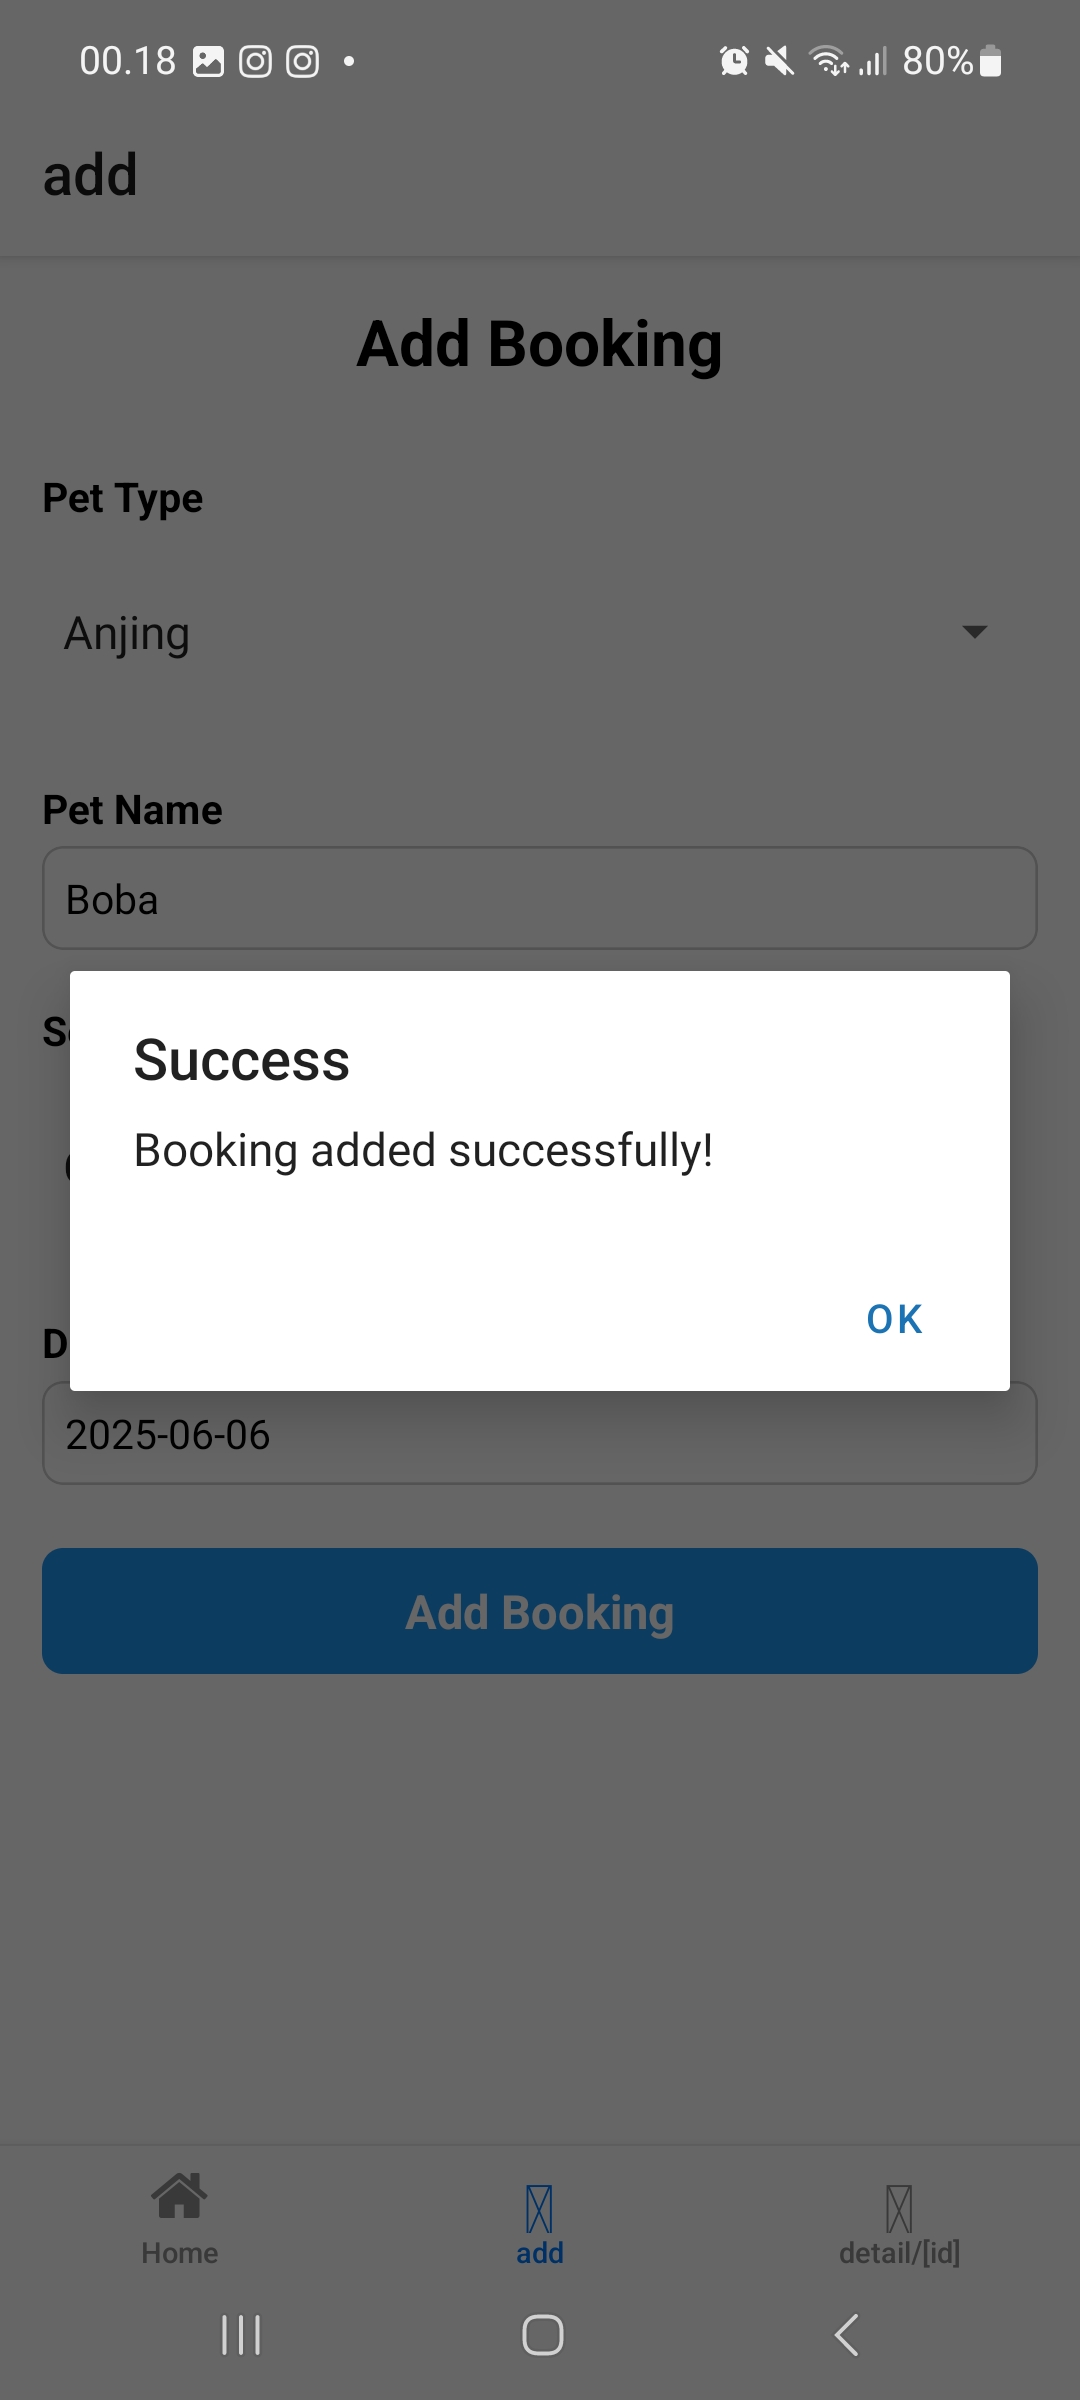 00.18
80%
add
Add Booking
Pet Type
Anjing
Pet Name
Boba
Success
Booking added successfully!
OK
2025-06-06
Add Booking
Home
add
detail/[id]